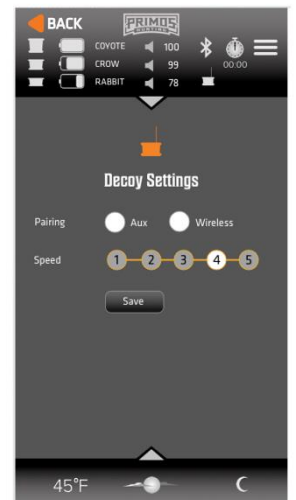 BACK
PRIMOS
HUNTING
COYOTE 100
CROW 99
RABBIT 78
00:00
Decoy Settings
Pairing Aux Wireless
Speed 1 2 3 4 5
Save
45°F